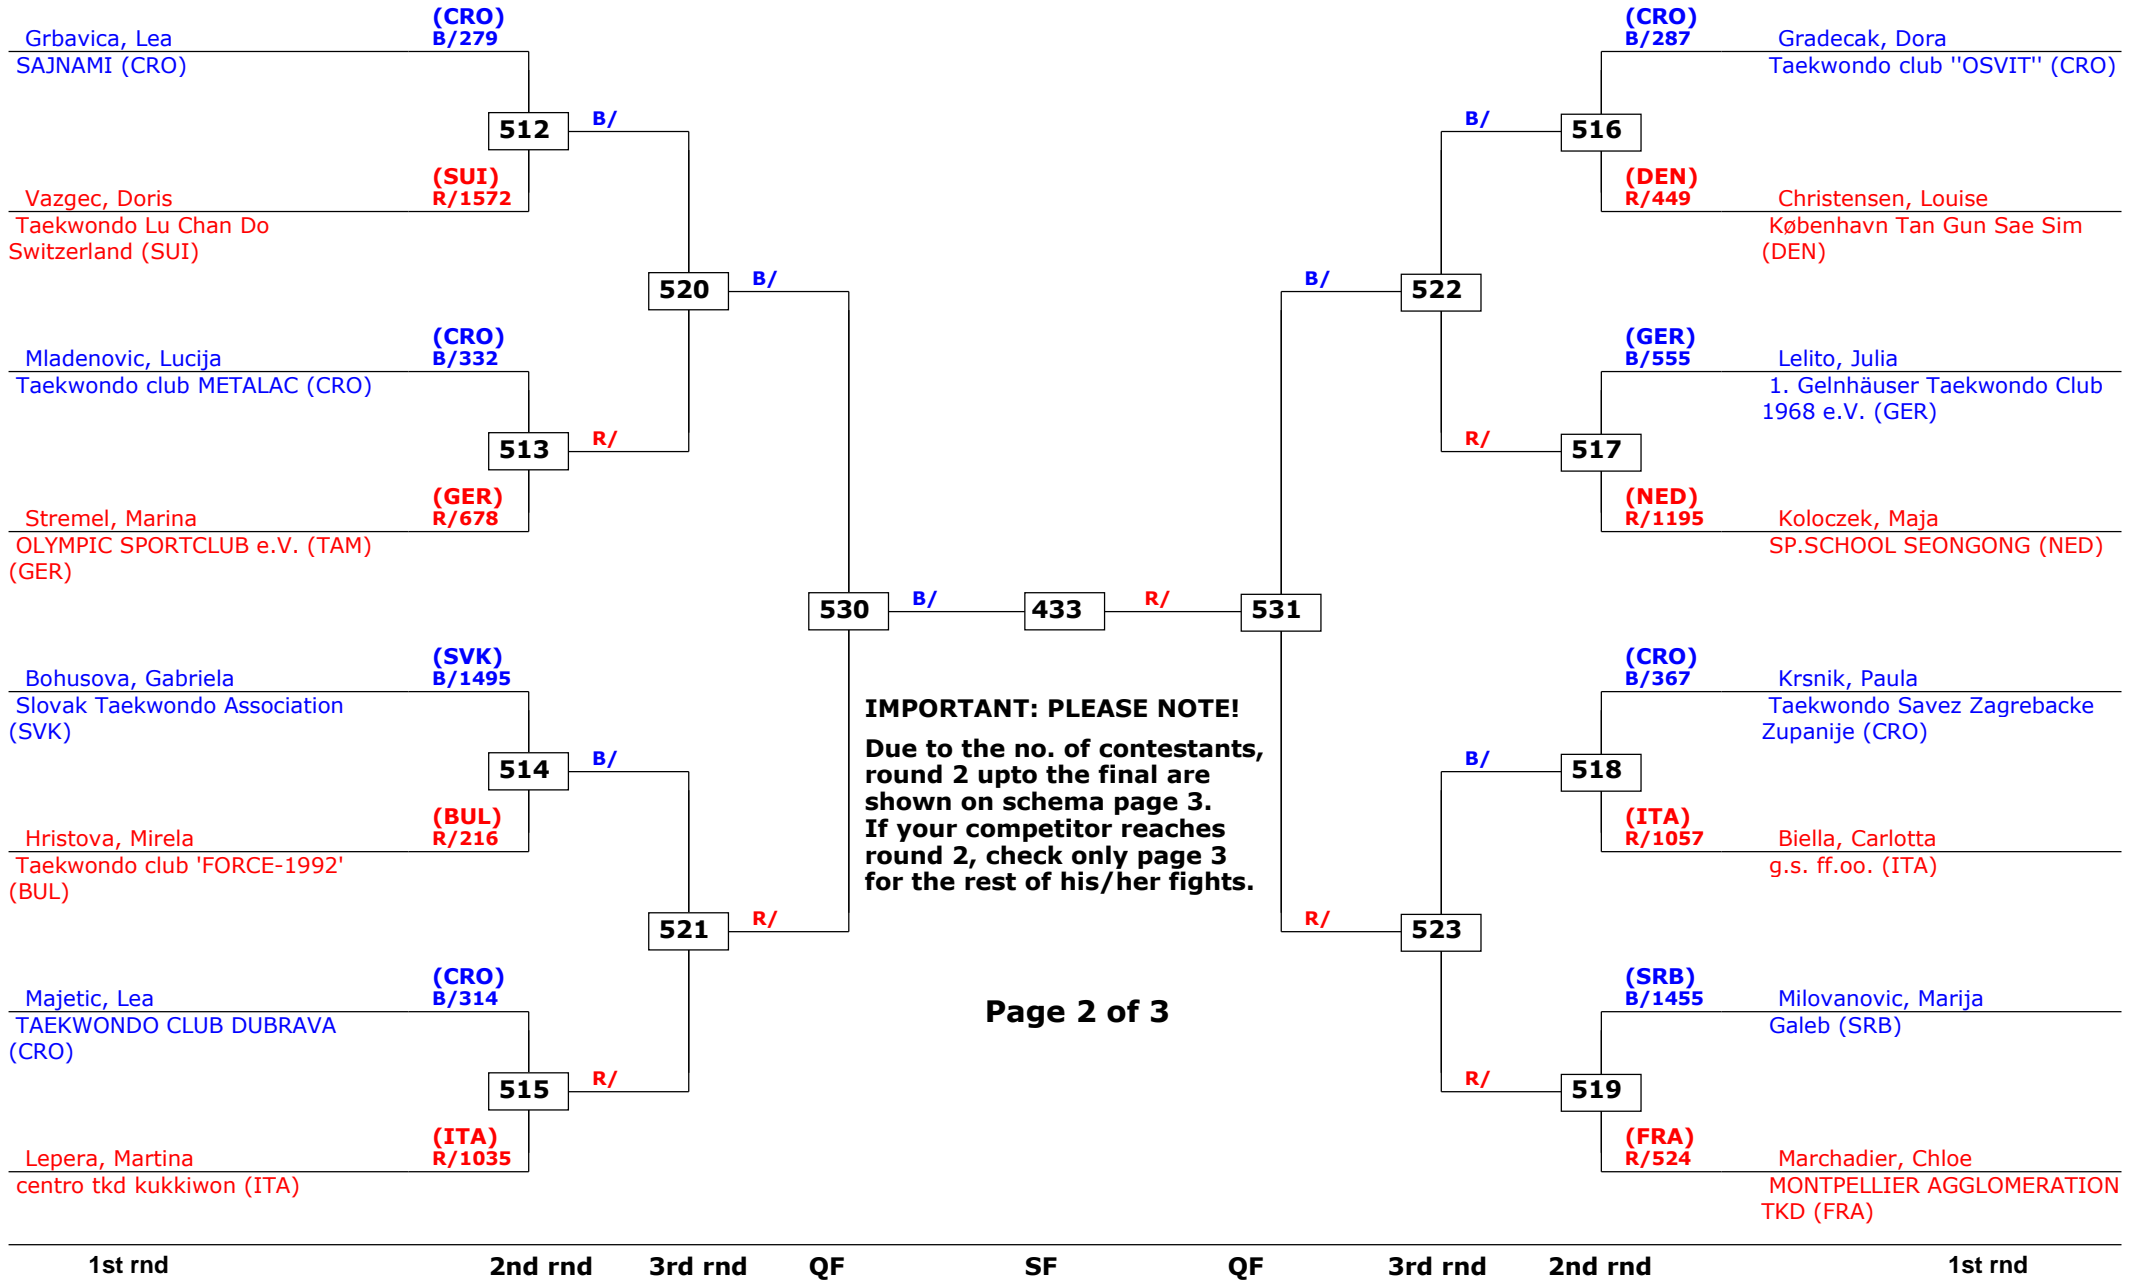 (CRO)
Grbavica, Lea B/279
SAJNAMI (CRO)
512 B/
(SUI)
Vazgec, Doris R/1572
Taekwondo Lu Chan Do
Switzerland (SUI)
520 B/
(CRO)
Mladenovic, Lucija B/332
Taekwondo club METALAC (CRO)
513 R/
(GER)
Stremel, Marina R/678
OLYMPIC SPORTCLUB e.V. (TAM)
(GER)
530 B/ 433 R/ 531
(SVK)
Bohusova, Gabriela B/1495
Slovak Taekwondo Association
(SVK)
514 B/
(BUL)
Hristova, Mirela R/216
Taekwondo club 'FORCE-1992'
(BUL)
521 R/
(CRO)
Majetic, Lea B/314
TAEKWONDO CLUB DUBRAVA
(CRO)
515 R/
(ITA)
Lepera, Martina R/1035
centro tkd kukkiwon (ITA)
IMPORTANT: PLEASE NOTE!
Due to the no. of contestants,
round 2 upto the final are
shown on schema page 3.
If your competitor reaches
round 2, check only page 3
for the rest of his/her fights.
Page 2 of 3
(CRO)
B/287 Gradecak, Dora
Taekwondo club ''OSVIT'' (CRO)
B/ 516
(DEN)
R/449 Christensen, Louise
København Tan Gun Sae Sim
(DEN)
B/ 522
(GER)
B/555 Lelito, Julia
1. Gelnhäuser Taekwondo Club
1968 e.V. (GER)
R/ 517
(NED)
R/1195 Koloczek, Maja
SP.SCHOOL SEONGONG (NED)
(CRO)
B/367 Krsnik, Paula
Taekwondo Savez Zagrebacke
Zupanije (CRO)
B/ 518
(ITA)
R/1057 Biella, Carlotta
g.s. ff.oo. (ITA)
R/ 523
(SRB)
B/1455 Milovanovic, Marija
Galeb (SRB)
R/ 519
(FRA)
R/524 Marchadier, Chloe
MONTPELLIER AGGLOMERATION
TKD (FRA)
1st rnd 2nd rnd 3rd rnd QF SF QF 3rd rnd 2nd rnd 1st rnd